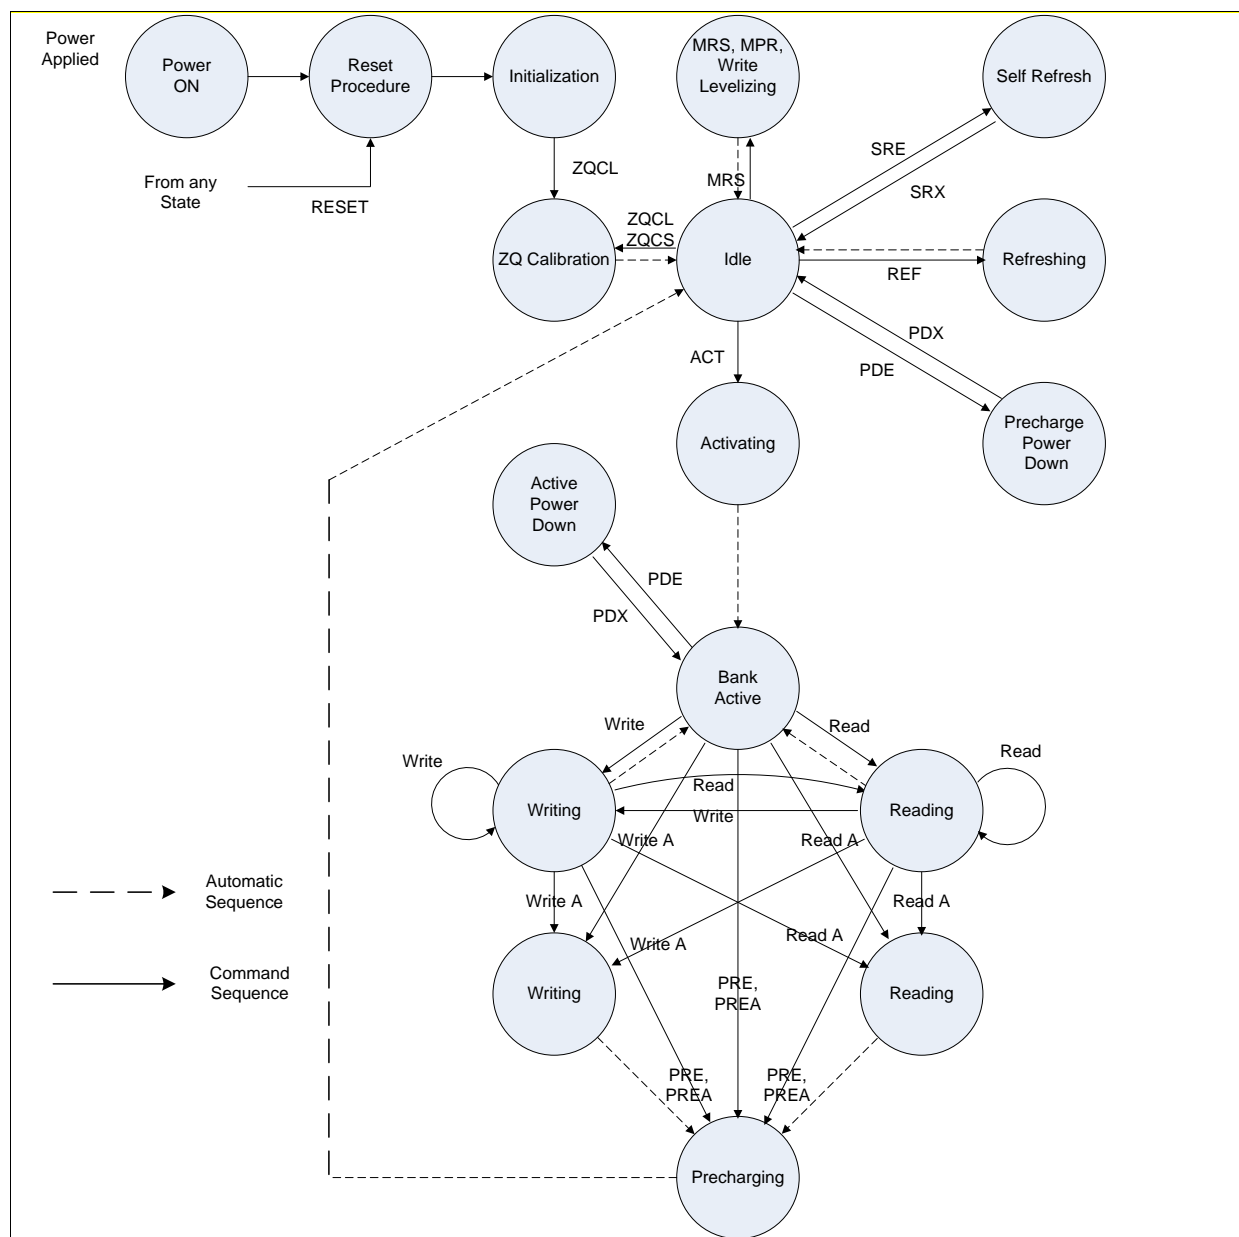 Power
Applied
Power
ON
Reset
Procedure
Initialization
MRS, MPR,
Write
Levelizing
Self Refresh
From any
State
RESET
ZQCL
MRS
SRE
SRX
ZQCL
ZQCS
ZQ Calibration
Idle
REF
Refreshing
ACT
PDX
PDE
Activating
Precharge
Power
Down
Active
Power
Down
PDE
PDX
Bank
Active
Write
Read
Write
Read
Writing
Read
Write
Reading
Write A
Read A
Automatic
Sequence
Write A
Read A
Write A
Read A
Command
Sequence
Writing
PRE,
PREA
Reading
PRE,
PREA
PRE,
PREA
Precharging